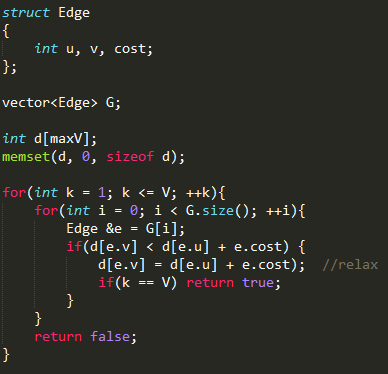 struct Edge
{
    int u, v, cost;
};

vector<Edge> G;

int d[maxV];
memset(d, 0, sizeof d);

for(int k = 1; k <= V; ++k){
    for(int i = 0; i < G.size(); ++i){
        Edge &e = G[i];
        if(d[e.v] < d[e.u] + e.cost) {
            d[e.v] = d[e.u] + e.cost);  //relax
            if(k == V) return true;
        }
    }
    return false;
}